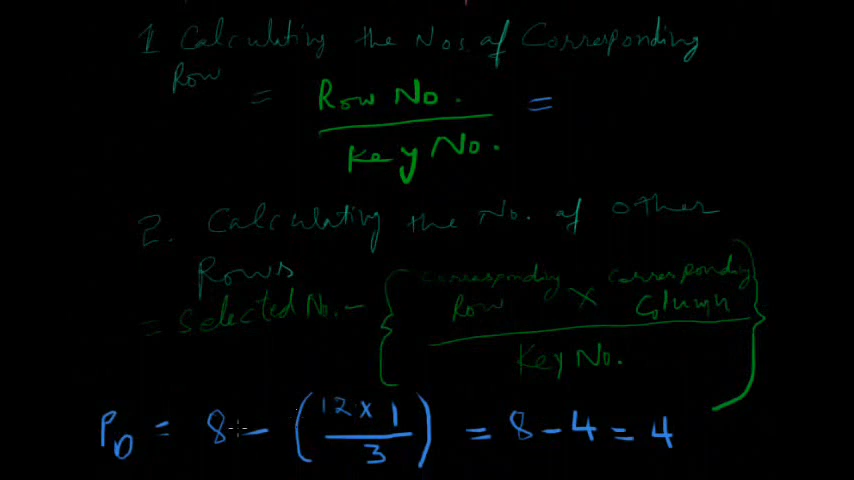 1 Calculating the Nos. of Corresponding
Row
= Row No. / Key No. =
2. Calculating the No. of other
Rows
= Selected No. - { Corresponding Row × Corresponding Column / Key No. }
P_D = 8 - ( 12 × 1 / 3 ) = 8 - 4 = 4